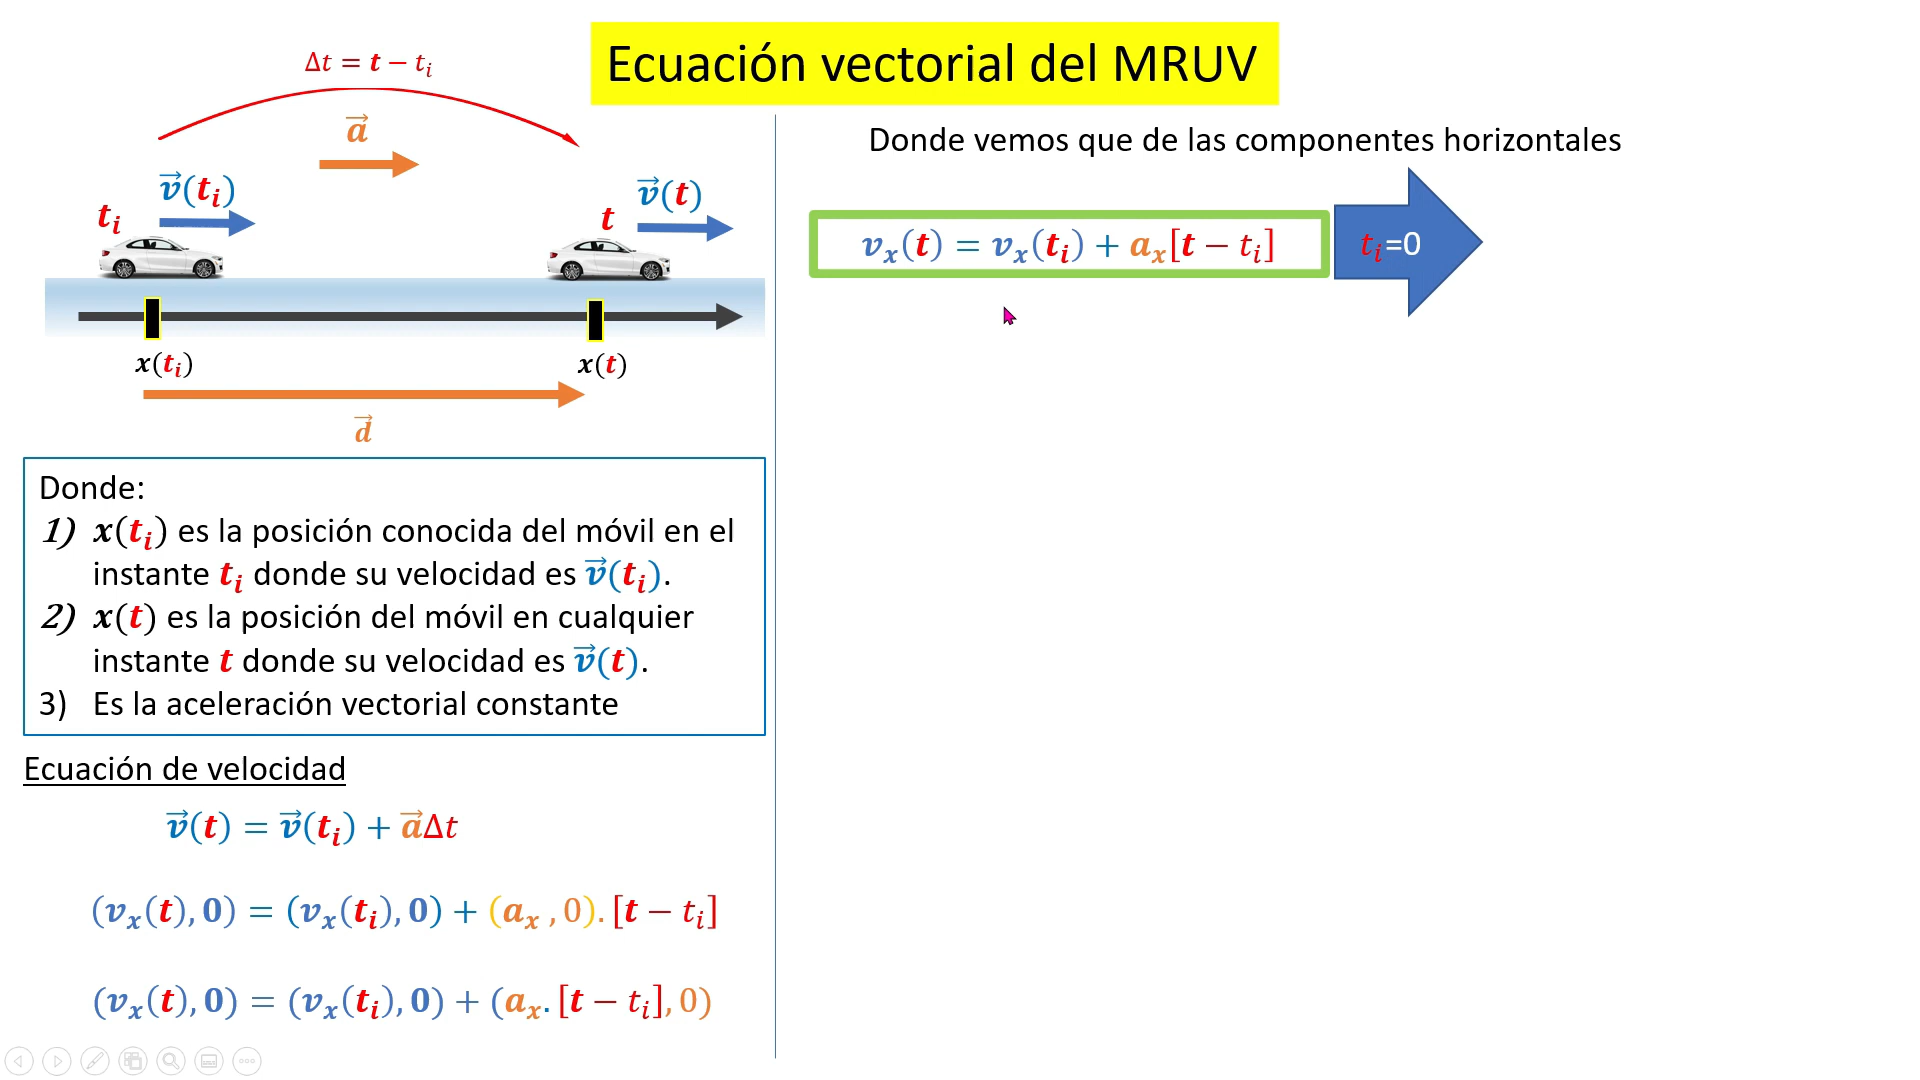 Ecuación vectorial del MRUV
Δt = t − tᵢ
a⃗
v⃗(tᵢ)
v⃗(t)
tᵢ
t
x(tᵢ)
x(t)
d⃗
Donde:
1) x(tᵢ) es la posición conocida del móvil en el
instante tᵢ donde su velocidad es v⃗(tᵢ).
2) x(t) es la posición del móvil en cualquier
instante t donde su velocidad es v⃗(t).
3) Es la aceleración vectorial constante
Ecuación de velocidad
v⃗(t) = v⃗(tᵢ) + a⃗Δt
(vₓ(t), 0) = (vₓ(tᵢ), 0) + (aₓ , 0). [t − tᵢ]
(vₓ(t), 0) = (vₓ(tᵢ), 0) + (aₓ. [t − tᵢ], 0)
Donde vemos que de las componentes horizontales
vₓ(t) = vₓ(tᵢ) + aₓ[t − tᵢ]
tᵢ=0